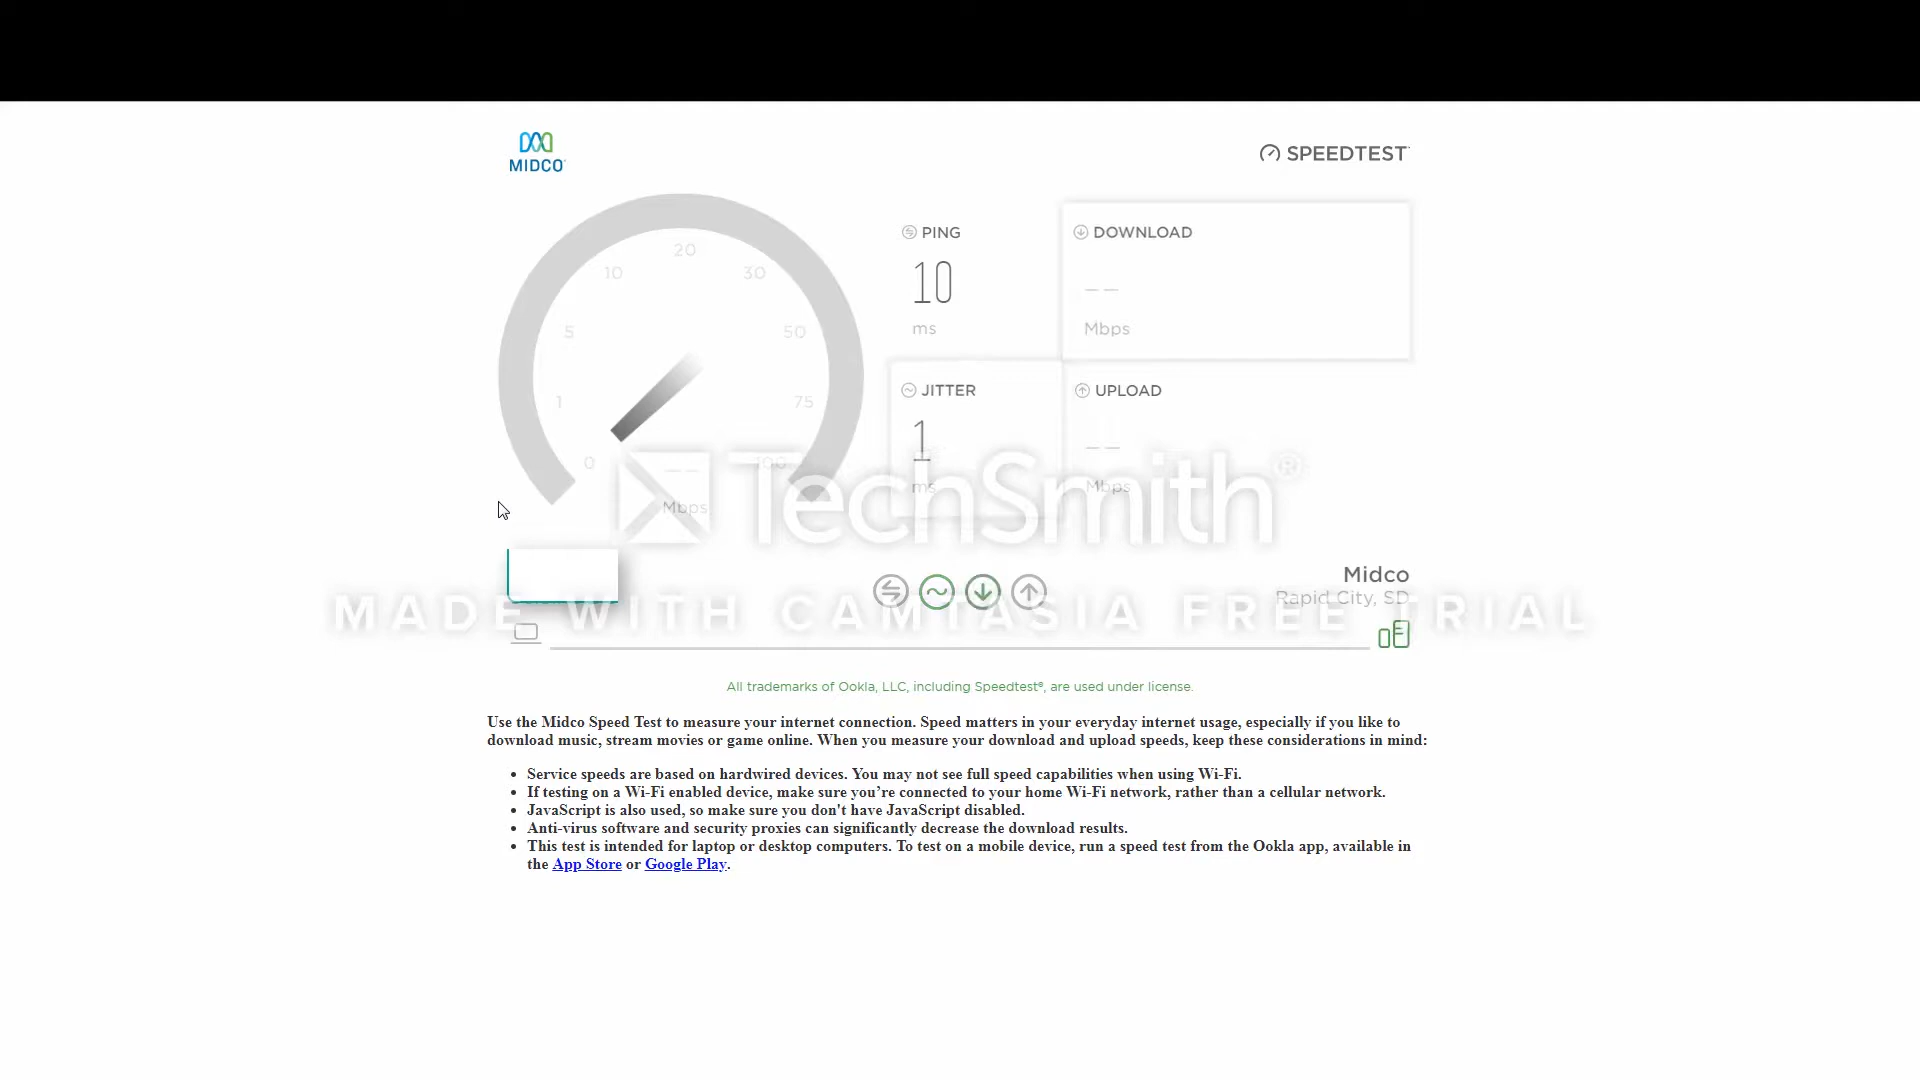 MIDCO
SPEEDTEST
PING
10
ms
DOWNLOAD
Mbps
JITTER
1
ms
UPLOAD
Mbps
0
1
5
10
20
30
50
75
100
Mbps
TechSmith®
MADE WITH CAMTASIA FREE TRIAL
Midco
Rapid City, SD
All trademarks of Ookla, LLC, including Speedtest®, are used under license.
Use the Midco Speed Test to measure your internet connection. Speed matters in your everyday internet usage, especially if you like to
download music, stream movies or game online. When you measure your download and upload speeds, keep these considerations in mind:
• Service speeds are based on hardwired devices. You may not see full speed capabilities when using Wi-Fi.
• If testing on a Wi-Fi enabled device, make sure you’re connected to your home Wi-Fi network, rather than a cellular network.
• JavaScript is also used, so make sure you don't have JavaScript disabled.
• Anti-virus software and security proxies can significantly decrease the download results.
• This test is intended for laptop or desktop computers. To test on a mobile device, run a speed test from the Ookla app, available in
the App Store or Google Play.